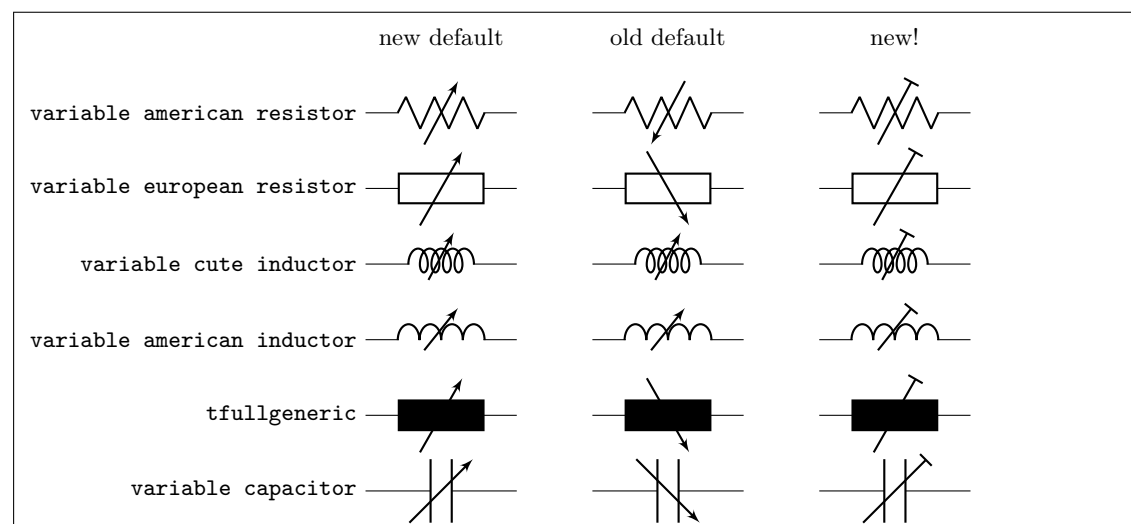 new default old default new!
variable american resistor
variable european resistor
variable cute inductor
variable american inductor
tfullgeneric
variable capacitor